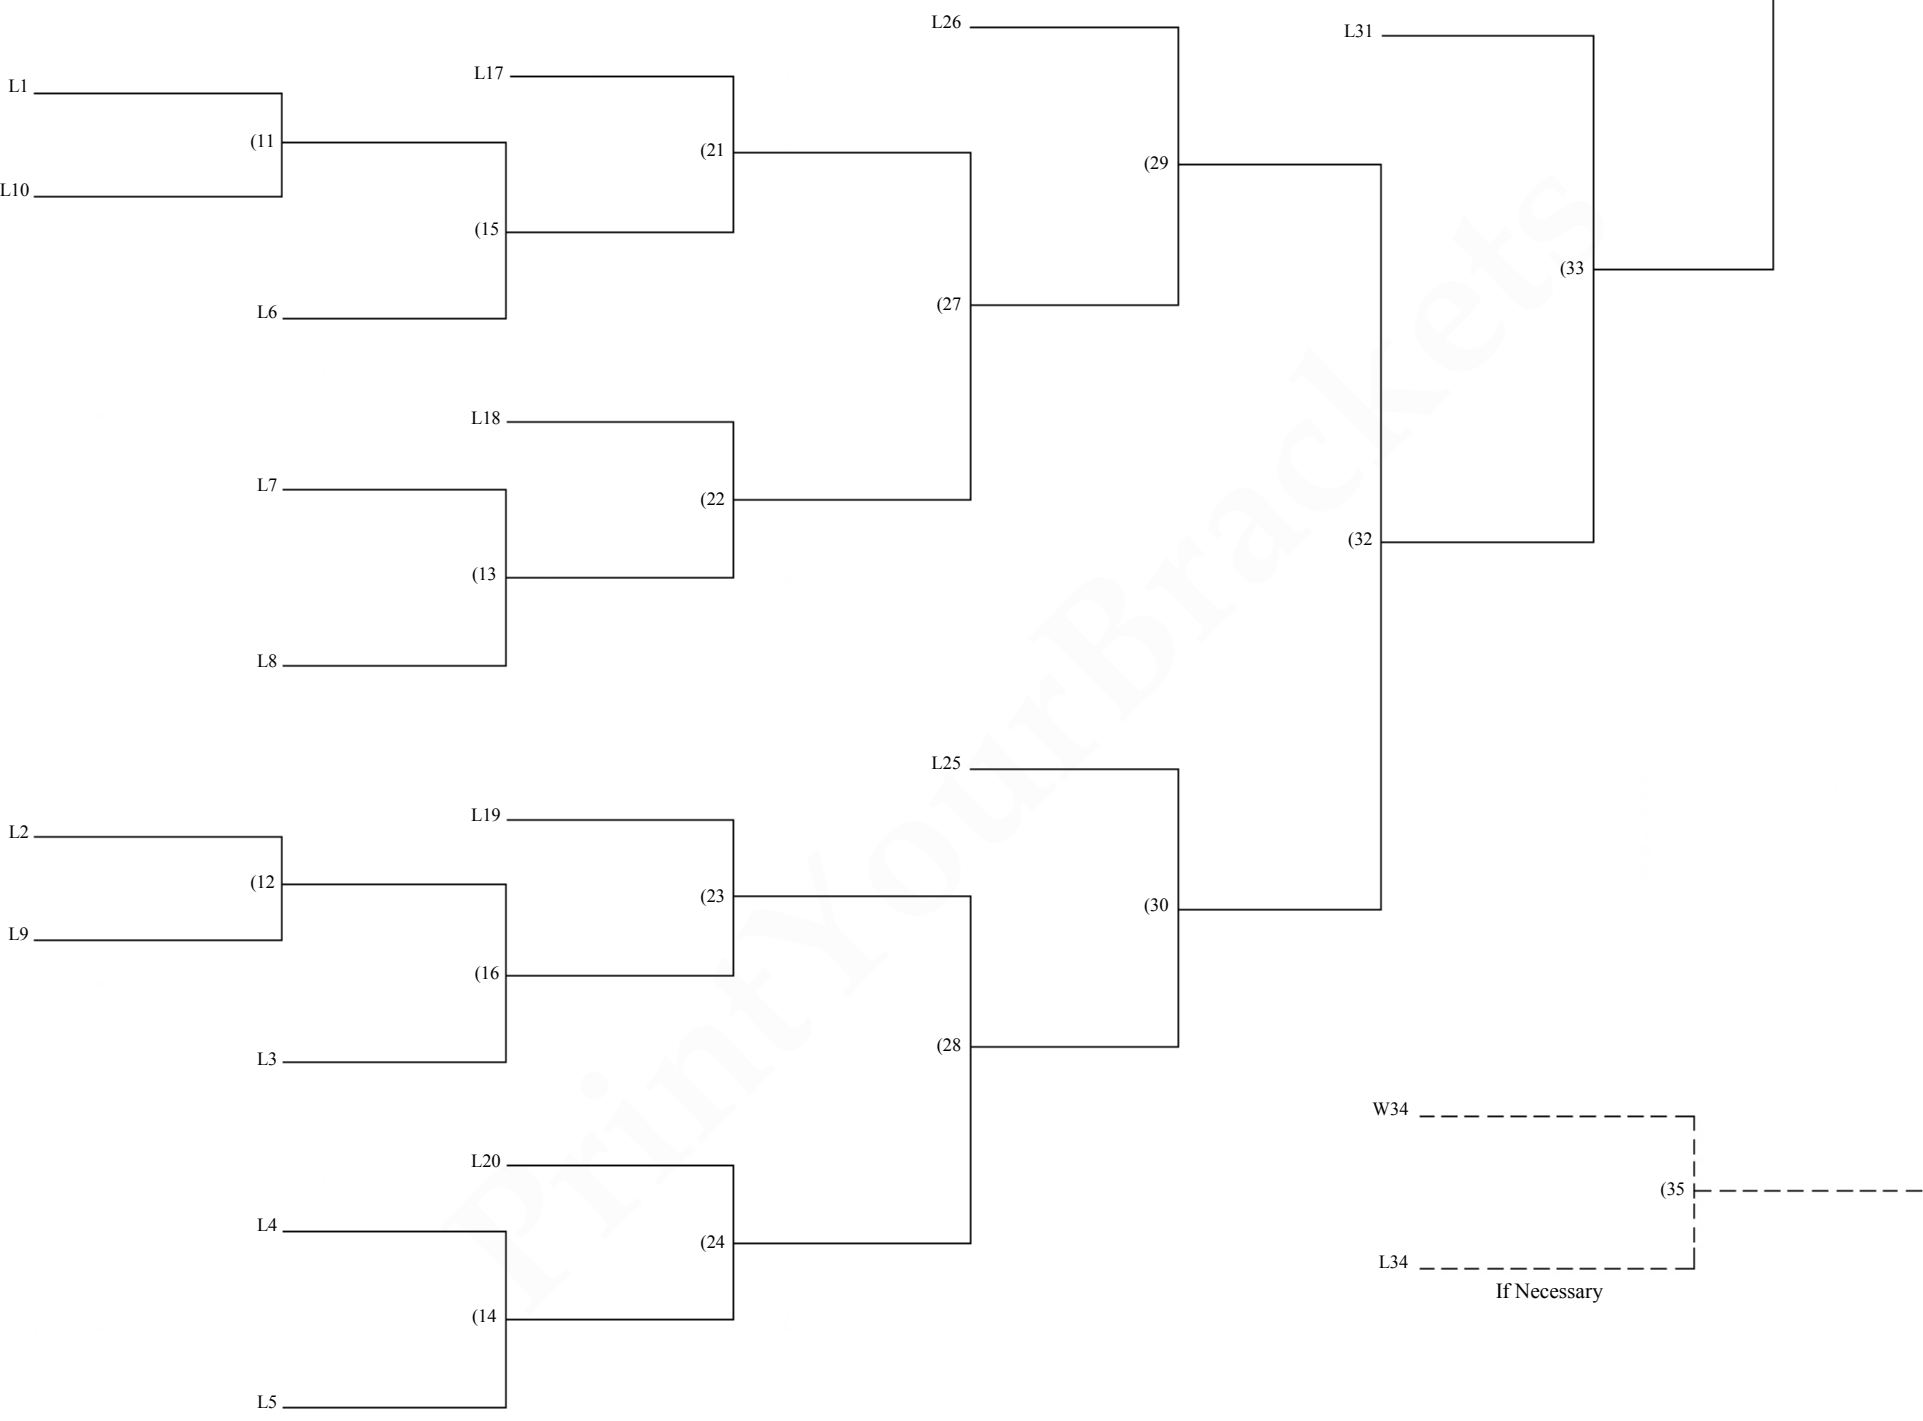 L26
L31
L17
L1
(11
(21
(29
L10
(15
(33
(27
L6
L18
L7
(22
(32
(13
L8
L25
L19
L2
(12
(23
(30
L9
(16
(28
L3
W34
L20
(35
L4
(24
L34
If Necessary
(14
L5
PrintYourBrackets